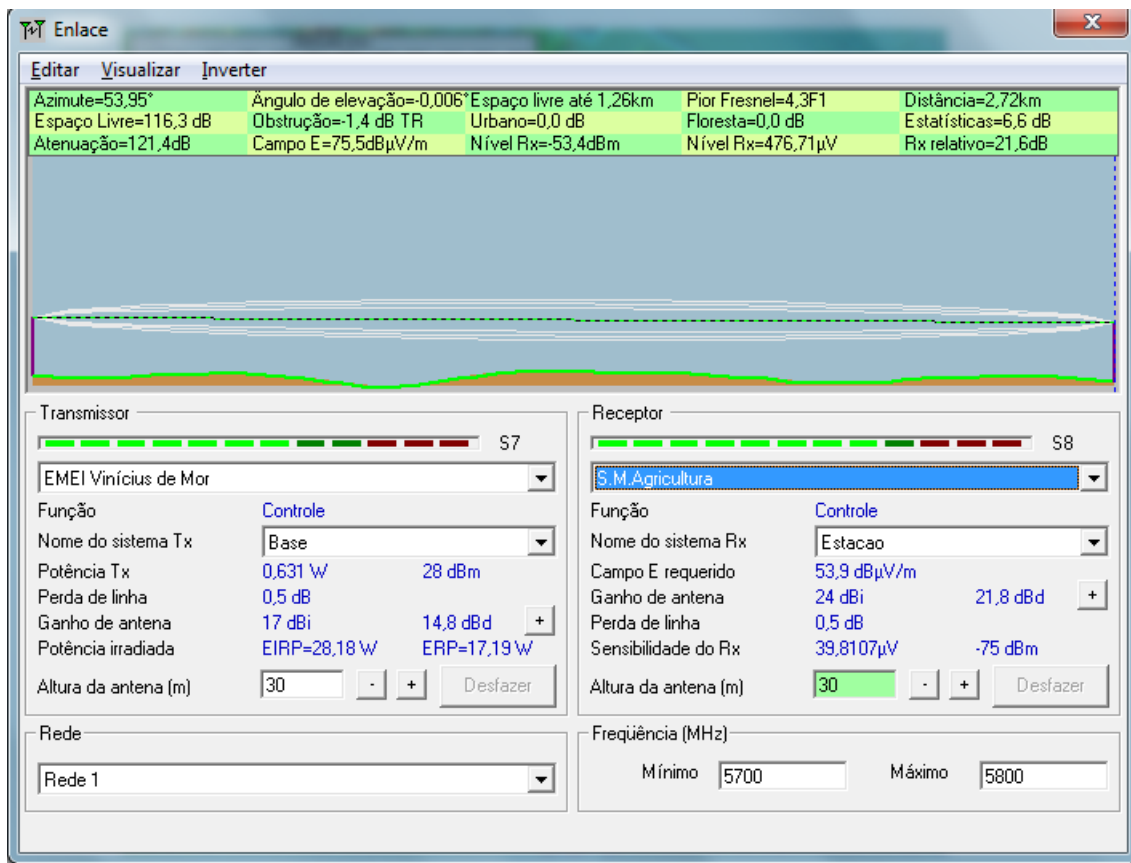 Enlace
Editar Visualizar Inverter
Azimute=53,95° Ângulo de elevação=-0,006° Espaço livre até 1,26km Pior Fresnel=4,3F1 Distância=2,72km
Espaço Livre=116,3 dB Obstrução=-1,4 dB TR Urbano=0,0 dB Floresta=0,0 dB Estatísticas=6,6 dB
Atenuação=121,4dB Campo E=75,5dBµV/m Nível Rx=-53,4dBm Nível Rx=476,71µV Rx relativo=21,6dB
Transmissor
S7
EMEI Vinícius de Mor
Função Controle
Nome do sistema Tx Base
Potência Tx 0,631 W 28 dBm
Perda de linha 0,5 dB
Ganho de antena 17 dBi 14,8 dBd +
Potência irradiada EIRP=28,18 W ERP=17,19 W
Altura da antena (m) 30 - + Desfazer
Rede
Rede 1
Receptor
S8
S.M.Agricultura
Função Controle
Nome do sistema Rx Estacao
Campo E requerido 53,9 dBµV/m
Ganho de antena 24 dBi 21,8 dBd +
Perda de linha 0,5 dB
Sensibilidade do Rx 39,8107µV -75 dBm
Altura da antena (m) 30 - + Desfazer
Freqüência (MHz)
Mínimo 5700 Máximo 5800